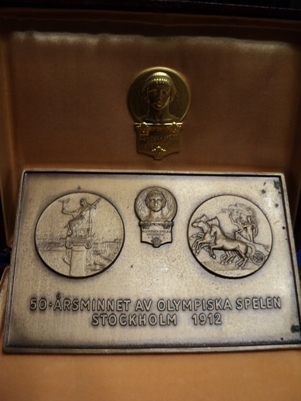 50-ÅRSMINNET AV OLYMPISKA SPELEN
STOCKHOLM 1912